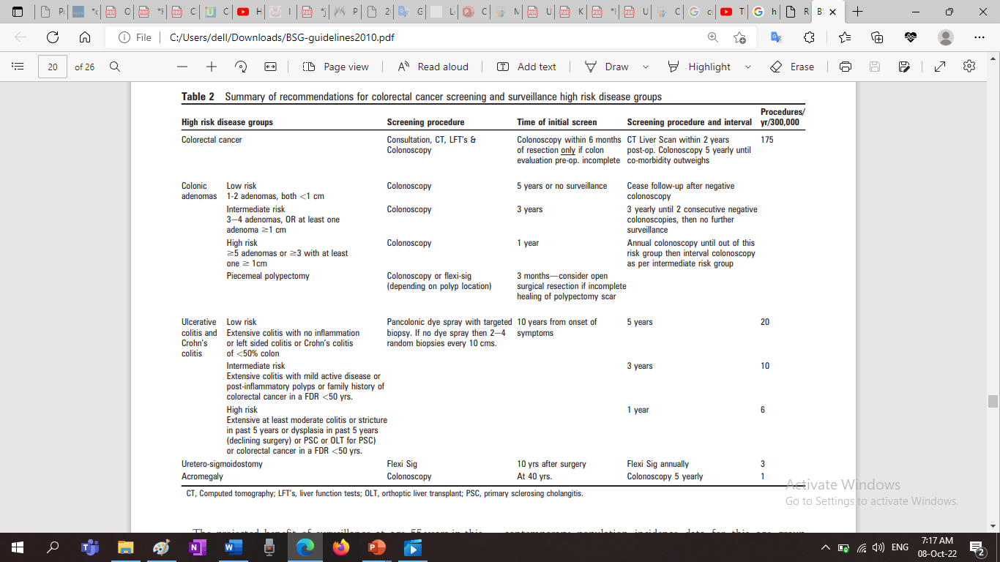 File C:/Users/dell/Downloads/BSG-guidelines2010.pdf
20 of 26 Page view Read aloud Add text Draw Highlight Erase
Table 2 Summary of recommendations for colorectal cancer screening and surveillance high risk disease groups
Procedures/
High risk disease groups Screening procedure Time of initial screen Screening procedure and interval yr/300,000
Colorectal cancer Consultation, CT, LFT's & Colonoscopy within 6 months CT Liver Scan within 2 years 175
Colonoscopy of resection only if colon post-op. Colonoscopy 5 yearly until
evaluation pre-op. incomplete co-morbidity outweighs
Colonic Low risk Colonoscopy 5 years or no surveillance Cease follow-up after negative
adenomas 1-2 adenomas, both <1 cm colonoscopy
Intermediate risk Colonoscopy 3 years 3 yearly until 2 consecutive negative
3–4 adenomas, OR at least one colonoscopies, then no further
adenoma ≥1 cm surveillance
High risk Colonoscopy 1 year Annual colonoscopy until out of this
≥5 adenomas or ≥3 with at least risk group then interval colonoscopy
one ≥ 1cm as per intermediate risk group
Piecemeal polypectomy Colonoscopy or flexi-sig 3 months—consider open
(depending on polyp location) surgical resection if incomplete
healing of polypectomy scar
Ulcerative Low risk Pancolonic dye spray with targeted 10 years from onset of 5 years 20
colitis and Extensive colitis with no inflammation biopsy. If no dye spray then 2–4 symptoms
Crohn's or left sided colitis or Crohn's colitis random biopsies every 10 cms.
colitis of <50% colon
Intermediate risk 3 years 10
Extensive colitis with mild active disease or
post-inflammatory polyps or family history of
colorectal cancer in a FDR <50 yrs.
High risk 1 year 6
Extensive at least moderate colitis or stricture
in past 5 years or dysplasia in past 5 years
(declining surgery) or PSC or OLT for PSC)
or colorectal cancer in a FDR <50 yrs.
Uretero-sigmoidostomy Flexi Sig 10 yrs after surgery Flexi Sig annually 3
Acromegaly Colonoscopy At 40 yrs. Colonoscopy 5 yearly 1
CT, Computed tomography; LFT's, liver function tests; OLT, orthoptic liver transplant; PSC, primary sclerosing cholangitis.
Activate Windows
Go to Settings to activate Windows.
ENG 7:17 AM
08-Oct-22 2